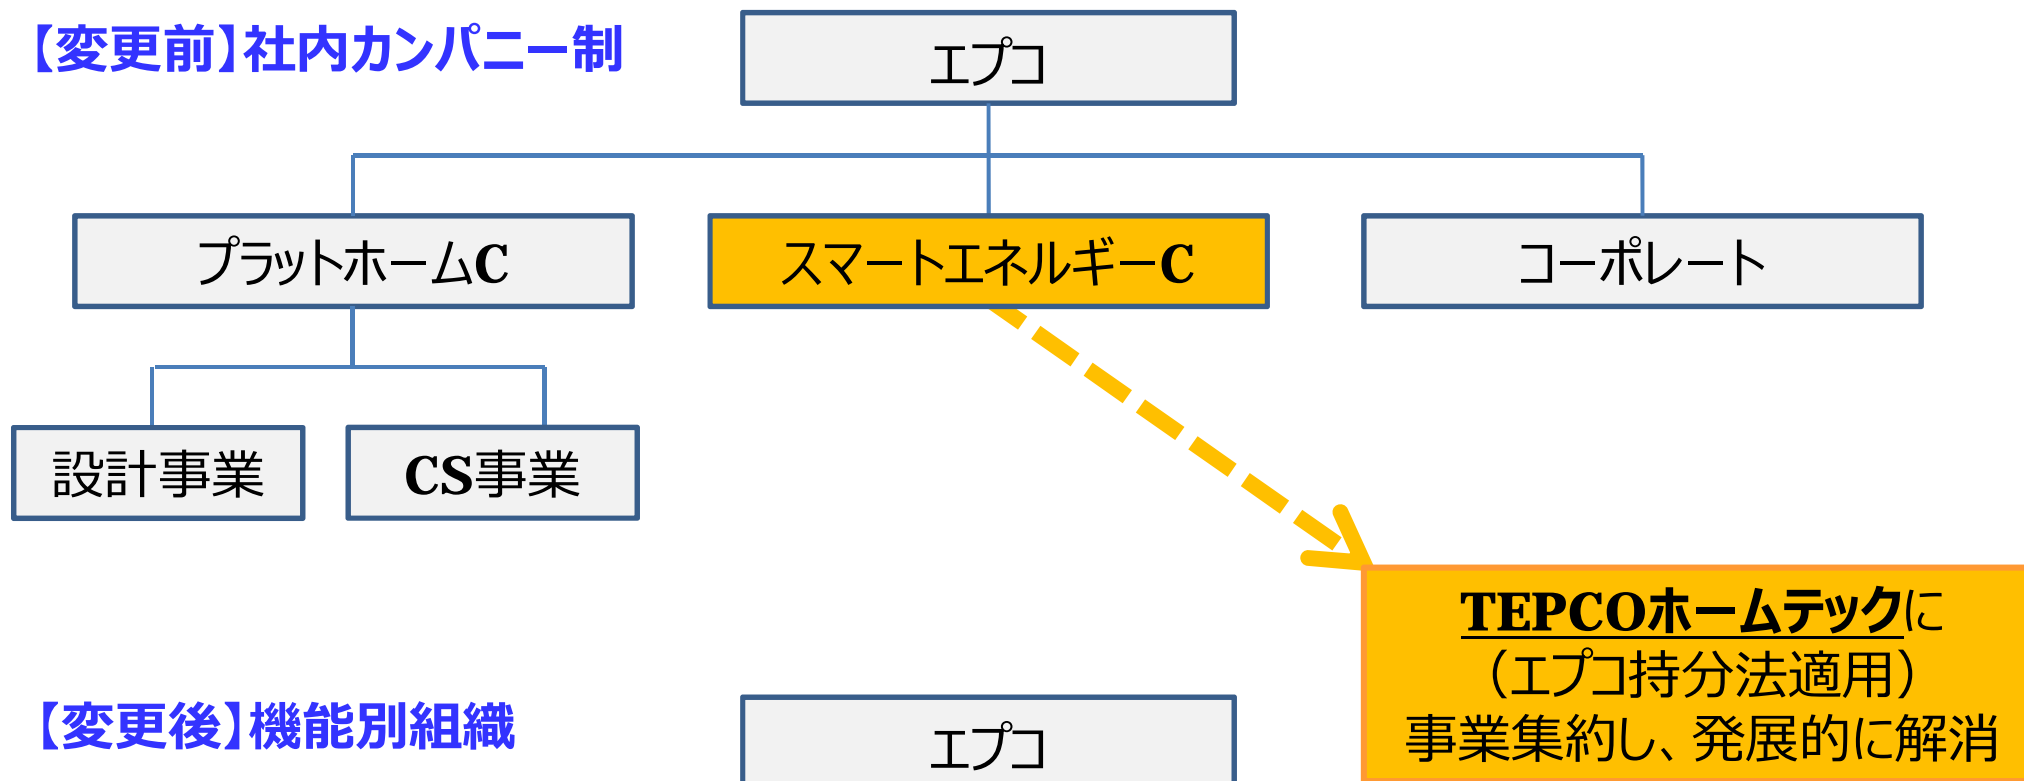 【変更前】社内カンパニー制
エプコ
プラットホームC
スマートエネルギーC
コーポレート
設計事業
CS事業
TEPCOホームテックに
（エプコ持分法適用）
事業集約し、発展的に解消
【変更後】機能別組織
エプコ